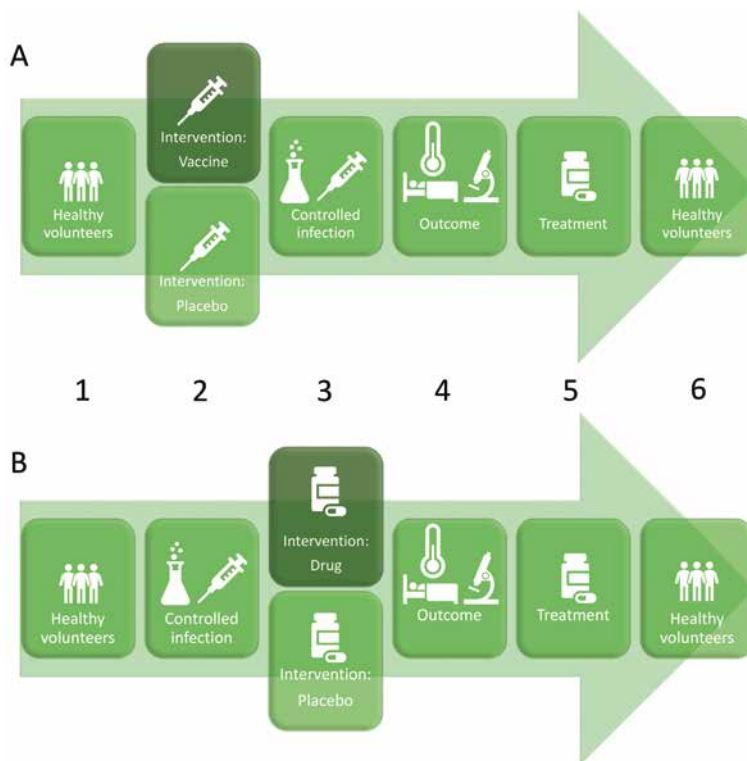 A
Intervention:
Vaccine
Healthy
volunteers
Controlled
infection
Outcome
Treatment
Healthy
volunteers
Intervention:
Placebo
1 2 3 4 5 6
B
Intervention:
Drug
Healthy
volunteers
Controlled
infection
Outcome
Treatment
Healthy
volunteers
Intervention:
Placebo